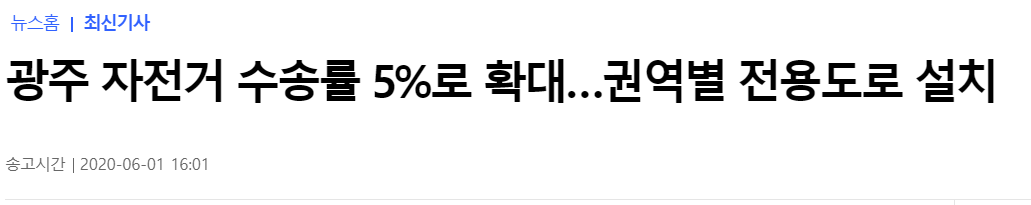 뉴스홈 | 최신기사
광주 자전거 수송률 5%로 확대…권역별 전용도로 설치
송고시간 | 2020-06-01 16:01